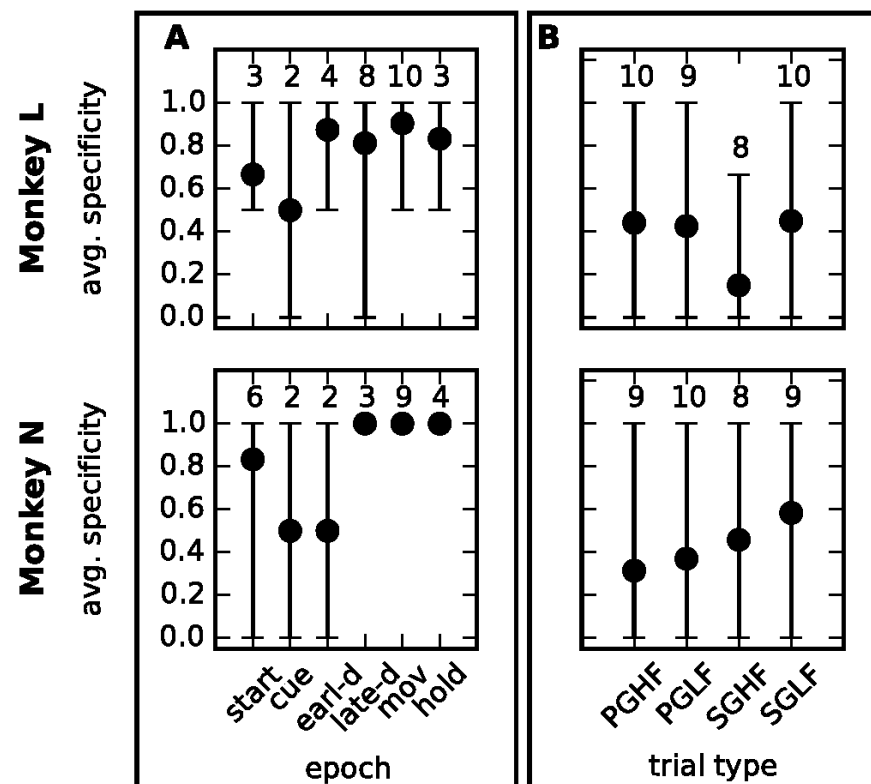 A
B
Monkey L
avg. specificity
3 2 4 8 10 3
1.0
0.8
0.6
0.4
0.2
0.0
10 9 8 10
Monkey N
avg. specificity
6 2 2 3 9 4
1.0
0.8
0.6
0.4
0.2
0.0
9 10 8 9
start cue earl-d late-d mov hold
epoch
PGHF PGLF SGHF SGLF
trial type